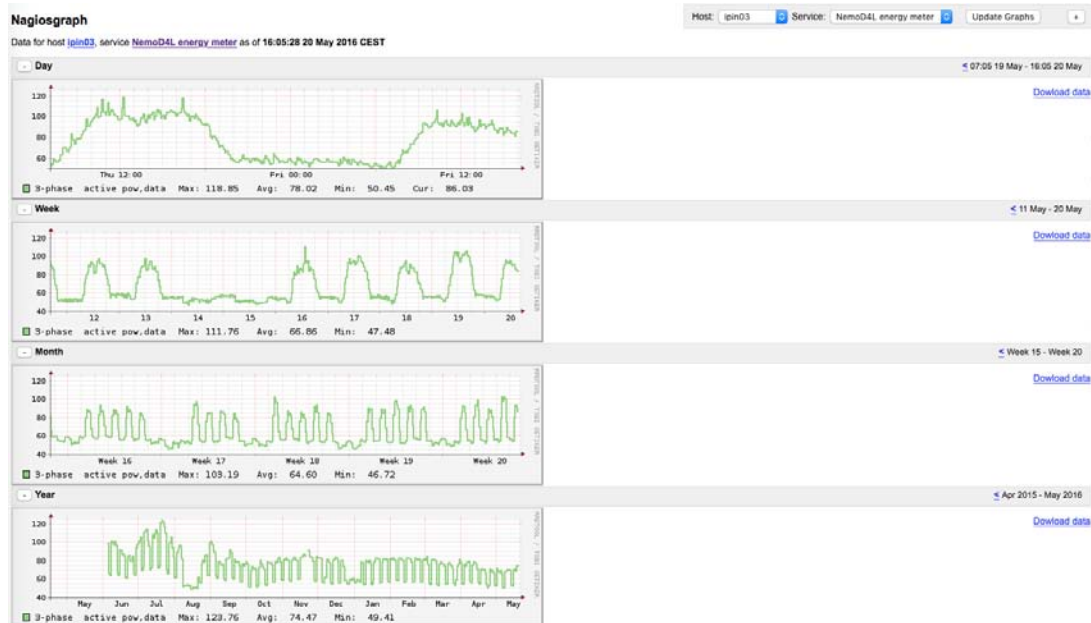 Nagiosgraph
Host: ipin03 Service: NemoD4L energy meter Update Graphs
Data for host ipin03, service NemoD4L energy meter as of 16:05:28 20 May 2016 CEST
- Day < 07:05 19 May - 16:05 20 May
Dowload data
120
100
80
60
Thu 12:00 Fri 00:00 Fri 12:00
3-phase active pow,data Max: 118.85 Avg: 78.02 Min: 50.45 Cur: 86.03
- Week < 11 May - 20 May
Dowload data
120
100
80
60
40
12 13 14 15 16 17 18 19 20
3-phase active pow,data Max: 111.76 Avg: 66.86 Min: 47.48
- Month < Week 15 - Week 20
Dowload data
120
100
80
60
40
Week 16 Week 17 Week 18 Week 19 Week 20
3-phase active pow,data Max: 103.19 Avg: 64.60 Min: 46.72
- Year < Apr 2015 - May 2016
Dowload data
120
100
80
60
40
May Jun Jul Aug Sep Oct Nov Dec Jan Feb Mar Apr May
3-phase active pow,data Max: 123.76 Avg: 74.47 Min: 49.41